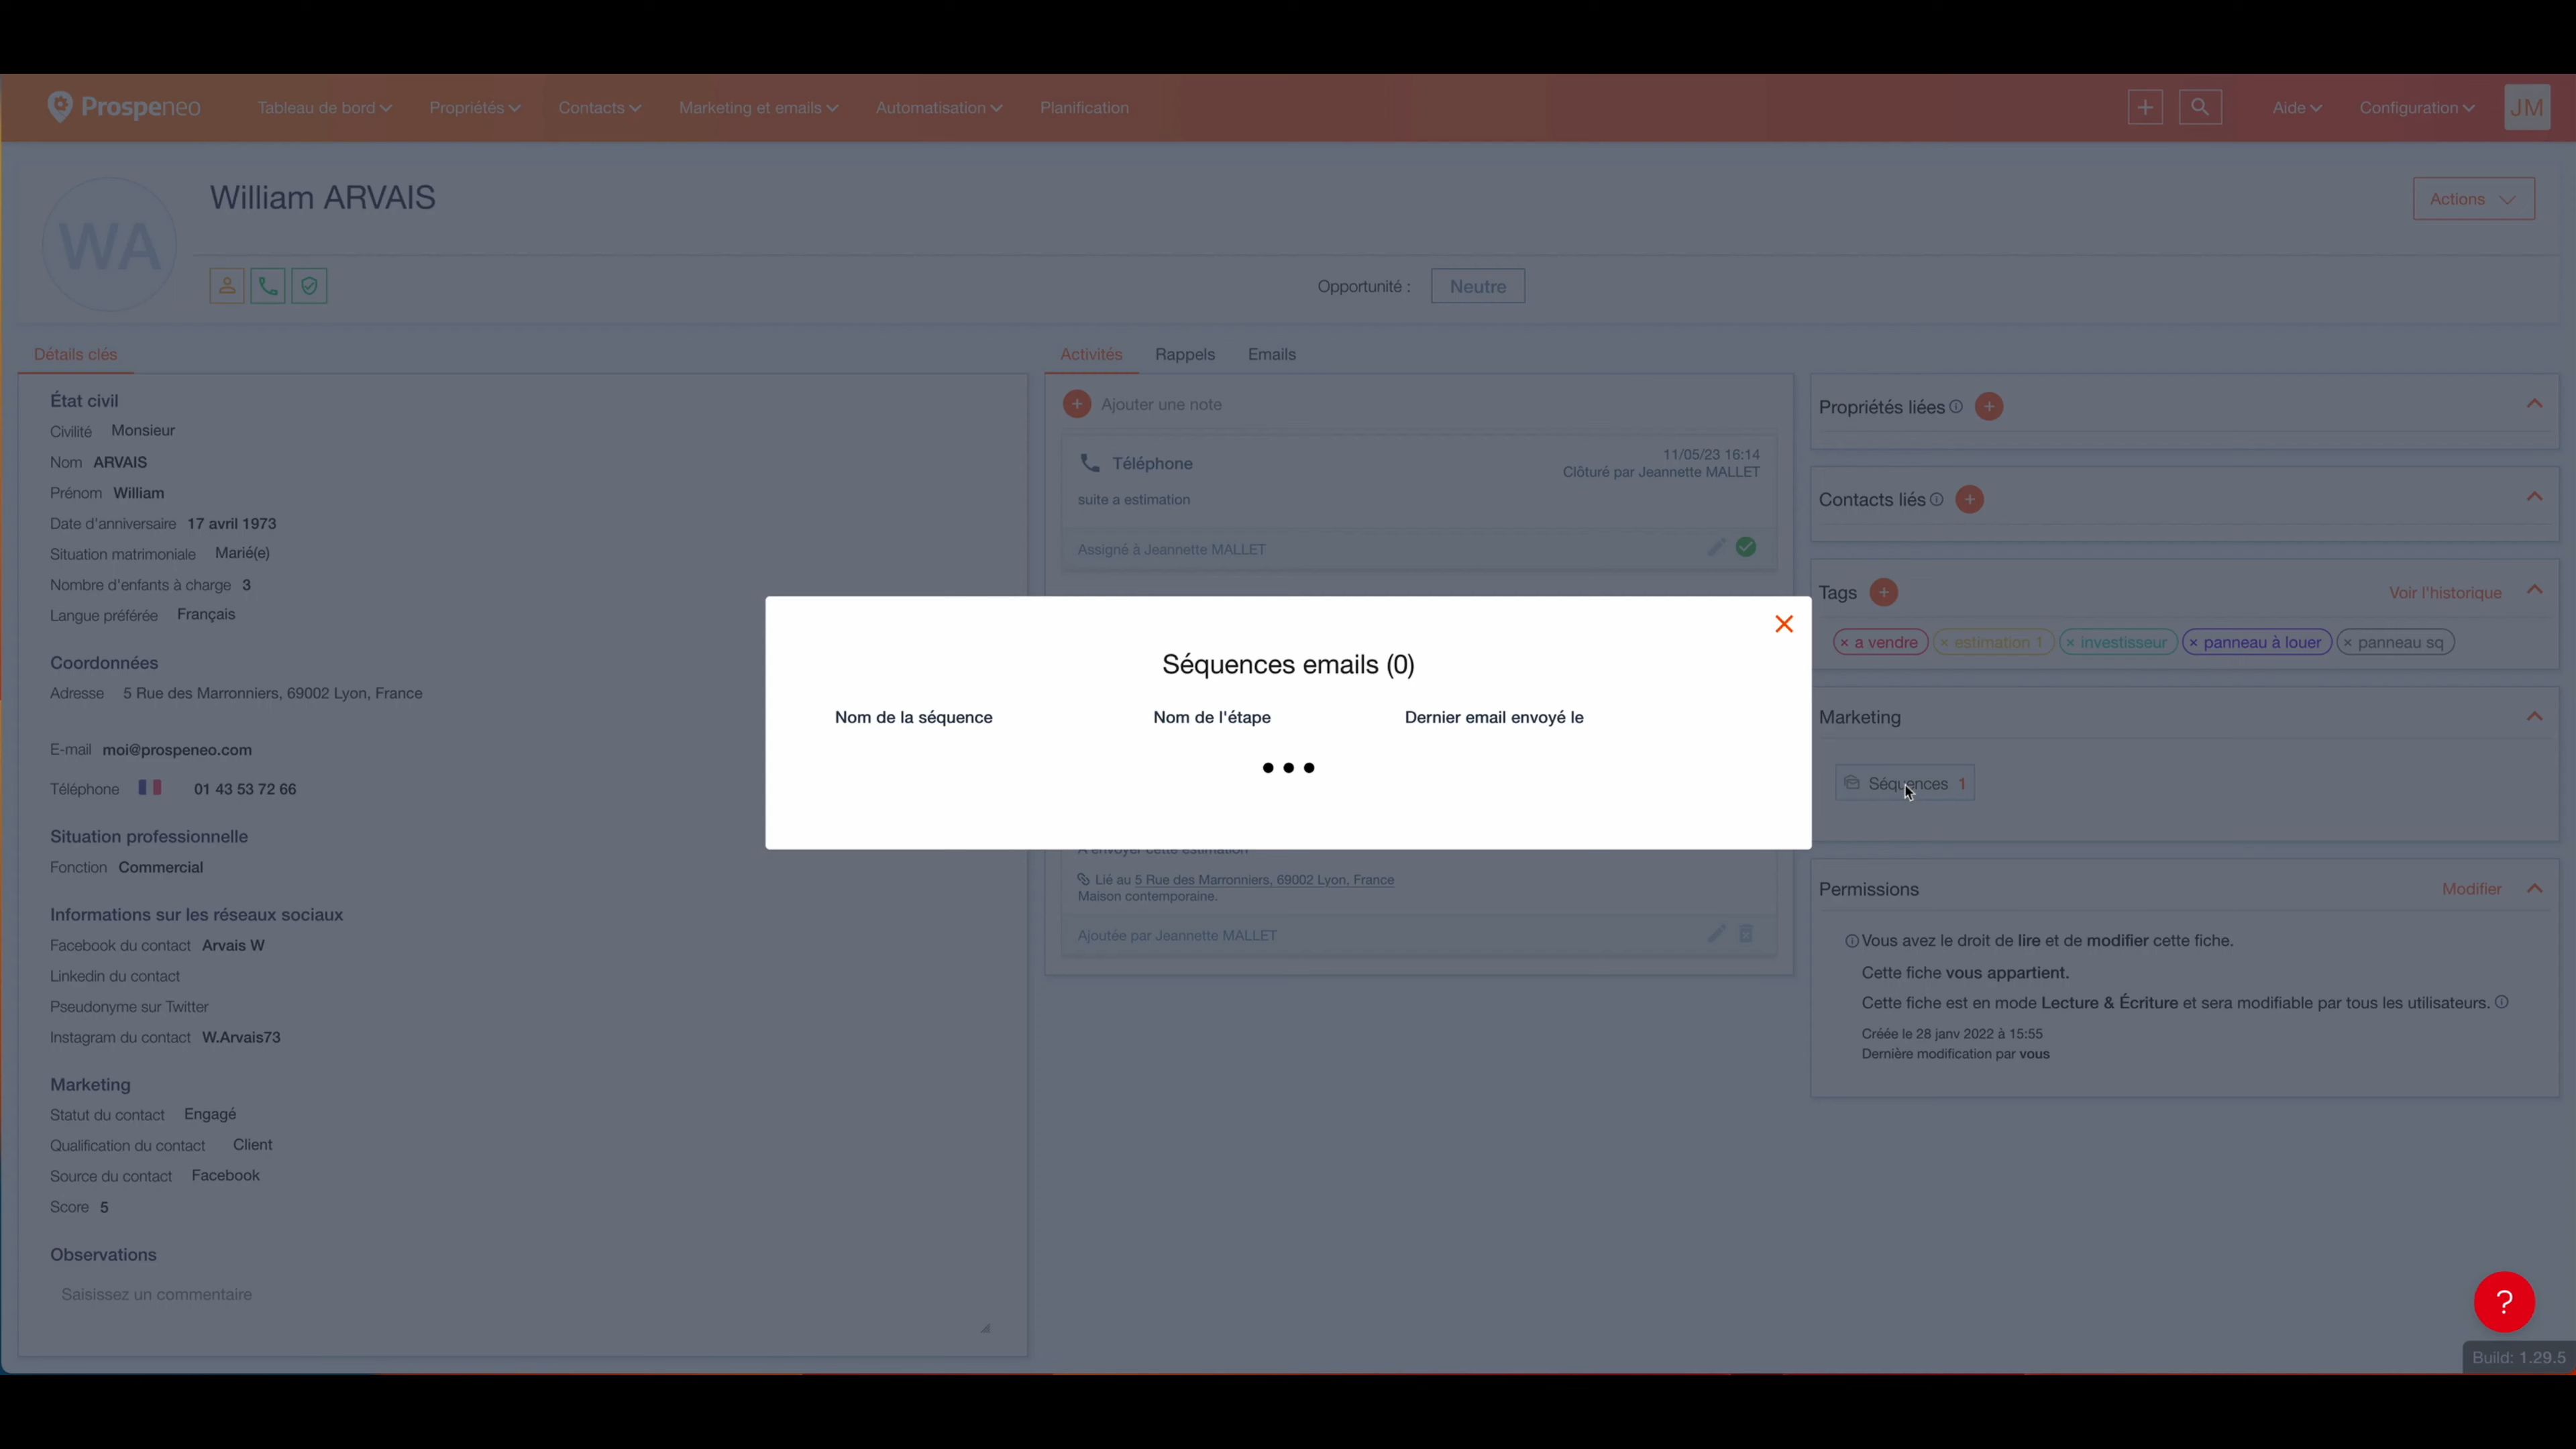 Prospeneo
Tableau de bord
Propriétés
Contacts
Marketing et emails
Automatisation
Planification
Aide
Configuration
JM
WA
William ARVAIS
Actions
Opportunité :
Neutre
Détails clés
État civil
Civilité Monsieur
Nom ARVAIS
Prénom William
Date d'anniversaire 17 avril 1973
Situation matrimoniale Marié(e)
Nombre d'enfants à charge 3
Langue préférée Français
Coordonnées
Adresse 5 Rue des Marronniers, 69002 Lyon, France
E-mail moi@prospeneo.com
Téléphone 01 43 53 72 66
Situation professionnelle
Fonction Commercial
Informations sur les réseaux sociaux
Facebook du contact Arvais W
Linkedin du contact
Pseudonyme sur Twitter
Instagram du contact W.Arvais73
Marketing
Statut du contact Engagé
Qualification du contact Client
Source du contact Facebook
Score 5
Observations
Saisissez un commentaire
Activités
Rappels
Emails
Ajouter une note
Téléphone
11/05/23 16:14
Clôturé par Jeannette MALLET
suite a estimation
Assigné à Jeannette MALLET
Séquences emails (0)
Nom de la séquence
Nom de l'étape
Dernier email envoyé le
A envoyer cette estimation
Lié au 5 Rue des Marronniers, 69002 Lyon, France
Maison contemporaine.
Ajoutée par Jeannette MALLET
Propriétés liées
Contacts liés
Tags
Voir l'historique
× a vendre
× estimation 1
× investisseur
× panneau à louer
× panneau sq
Marketing
Séquences 1
Permissions
Modifier
Vous avez le droit de lire et de modifier cette fiche.
Cette fiche vous appartient.
Cette fiche est en mode Lecture & Écriture et sera modifiable par tous les utilisateurs.
Créée le 28 janv 2022 à 15:55
Dernière modification par vous
?
Build: 1.29.5